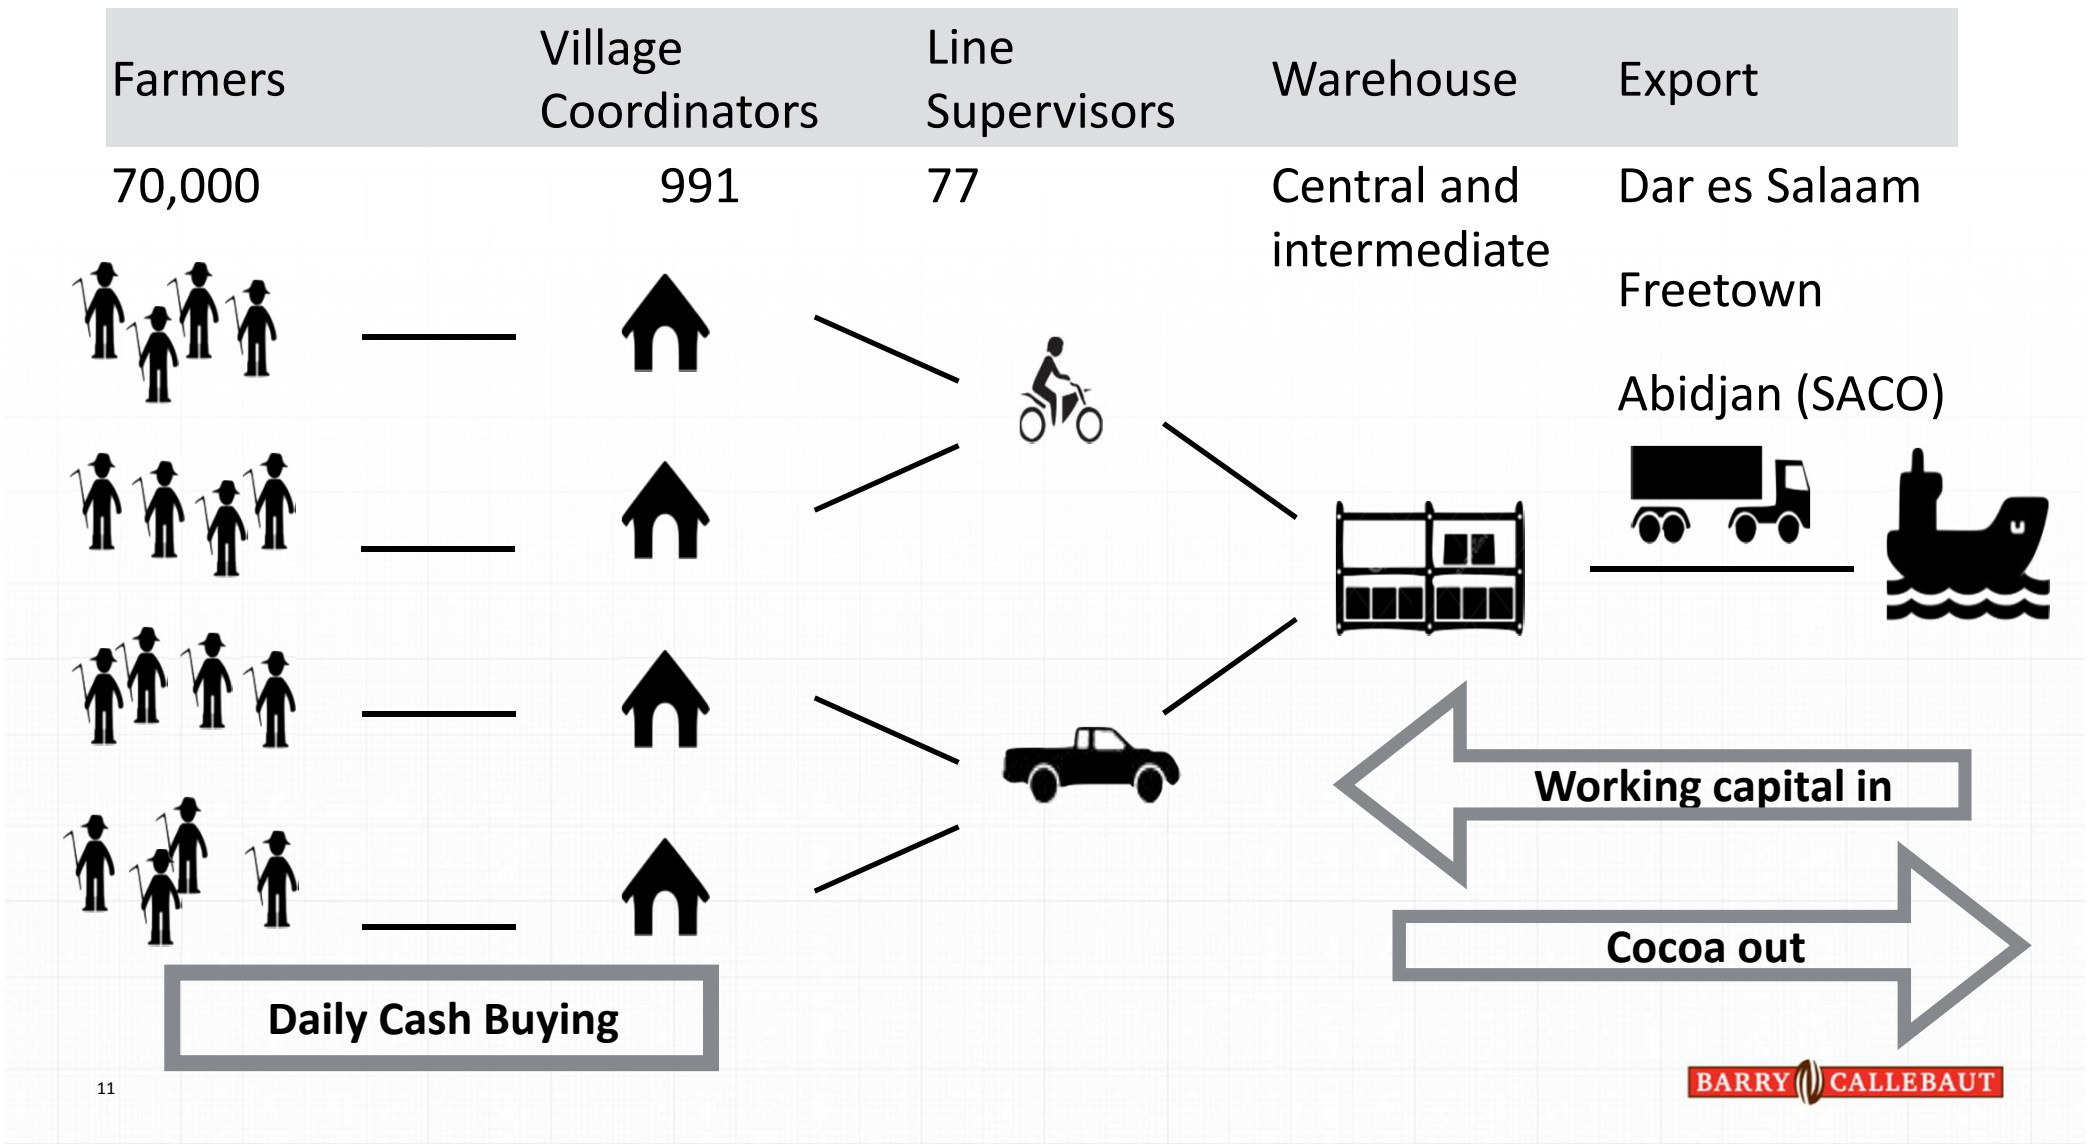 Farmers
Village
Coordinators
Line
Supervisors
Warehouse
Export
70,000
991
77
Central and
intermediate
Dar es Salaam
Freetown
Abidjan (SACO)
Working capital in
Cocoa out
Daily Cash Buying
11
BARRY CALLEBAUT